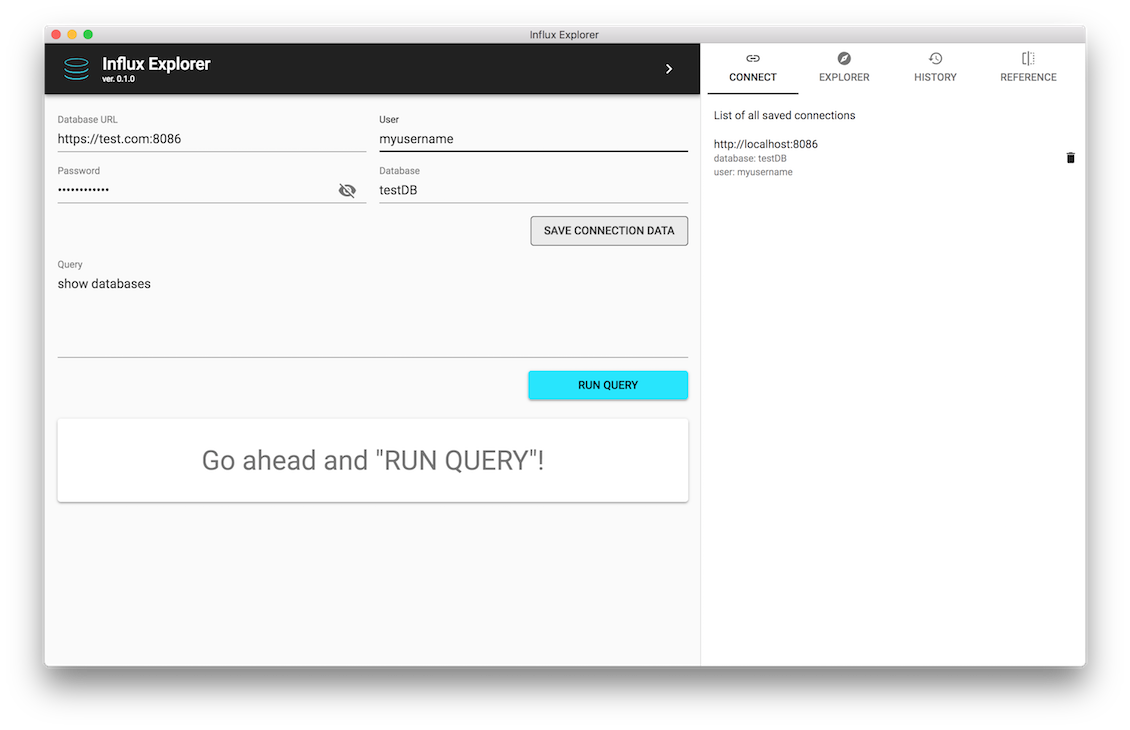 Influx Explorer
Influx Explorer
ver. 0.1.0
Database URL
https://test.com:8086
User
myusername
Password
••••••••••••
Database
testDB
SAVE CONNECTION DATA
Query
show databases
RUN QUERY
Go ahead and "RUN QUERY"!
CONNECT
EXPLORER
HISTORY
REFERENCE
List of all saved connections
http://localhost:8086
database: testDB
user: myusername